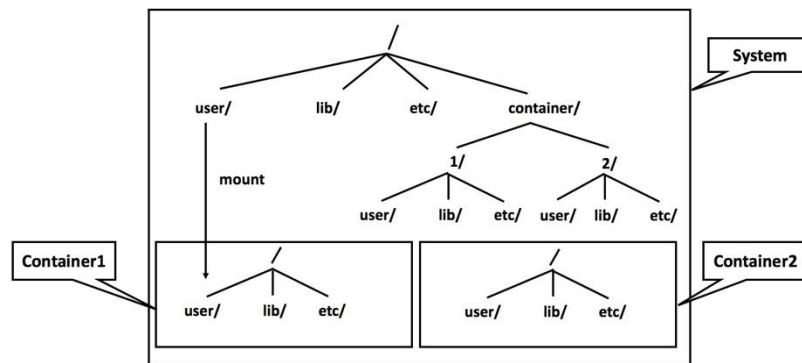 /
System
user/ lib/ etc/ container/
1/ 2/
mount
user/ lib/ etc/ user/ lib/ etc/
Container1
/
user/ lib/ etc/
/
user/ lib/ etc/
Container2